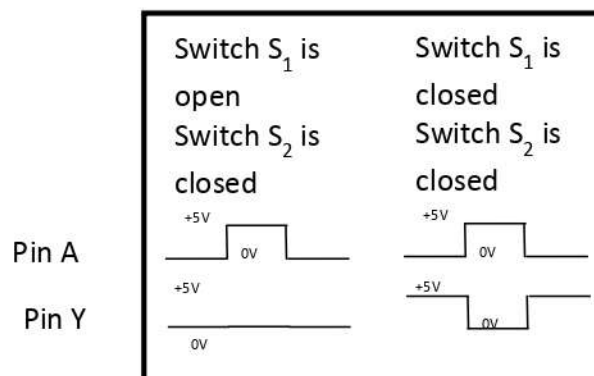 Switch S1 is
open
Switch S2 is
closed
Switch S1 is
closed
Switch S2 is
closed
Pin A
+5V
0V
+5V
0V
Pin Y
+5V
0V
+5V
0V